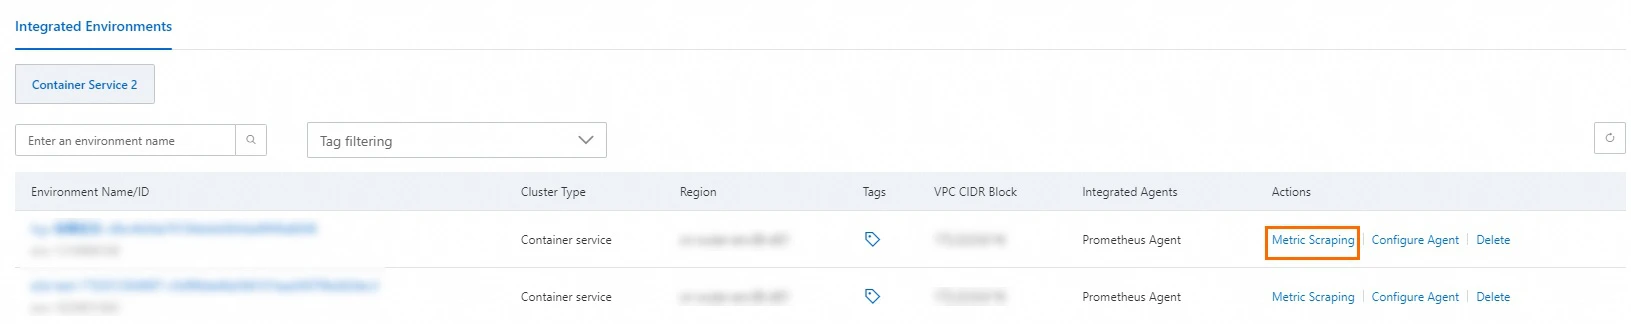 Integrated Environments
Container Service 2
Enter an environment name
Tag filtering
Environment Name/ID Cluster Type Region Tags VPC CIDR Block Integrated Agents Actions
Container service Prometheus Agent Metric Scraping Configure Agent Delete
Container service Prometheus Agent Metric Scraping Configure Agent Delete